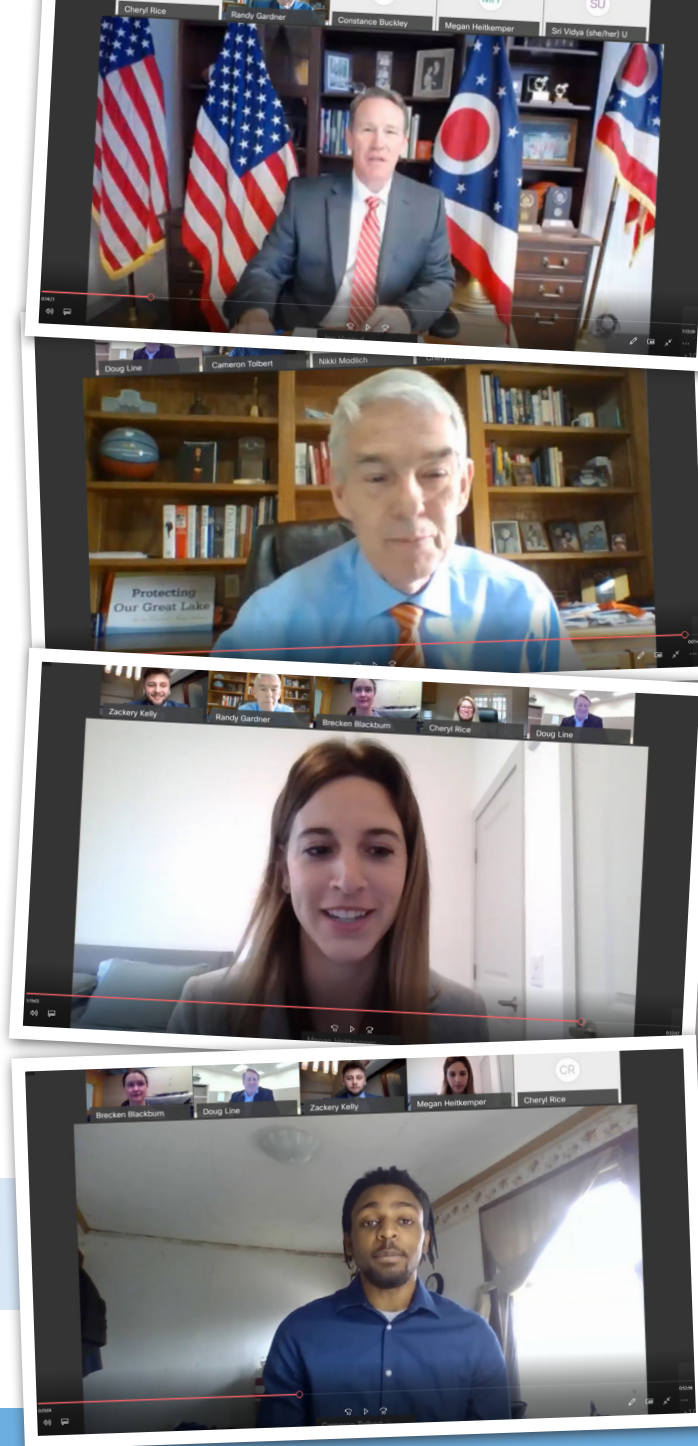 Cheryl Rice
Randy Gardner
Constance Buckley
Megan Heitkemper
SU
Sri Vidya (she/her) U
Doug Line
Cameron Tolbert
Nikki Modlich
Protecting
Our Great Lake
Zackery Kelly
Randy Gardner
Brecken Blackburn
Cheryl Rice
Doug Line
Brecken Blackburn
Doug Line
Zackery Kelly
Megan Heitkemper
CR
Cheryl Rice